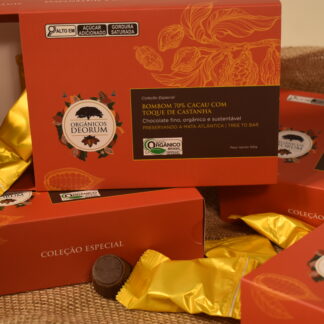 ALTO EM
AÇÚCAR ADICIONADO
GORDURA SATURADA
ORGÂNICOS
DEORUM
Coleção Especial
BOMBOM 70% CACAU COM
TOQUE DE CASTANHA
Chocolate fino, orgânico e sustentável
PRESERVANDO A MATA ATLÂNTICA | TREE TO BAR
PRODUTO
ORGÂNICO
BRASIL
COLEÇÃO ESPECIAL